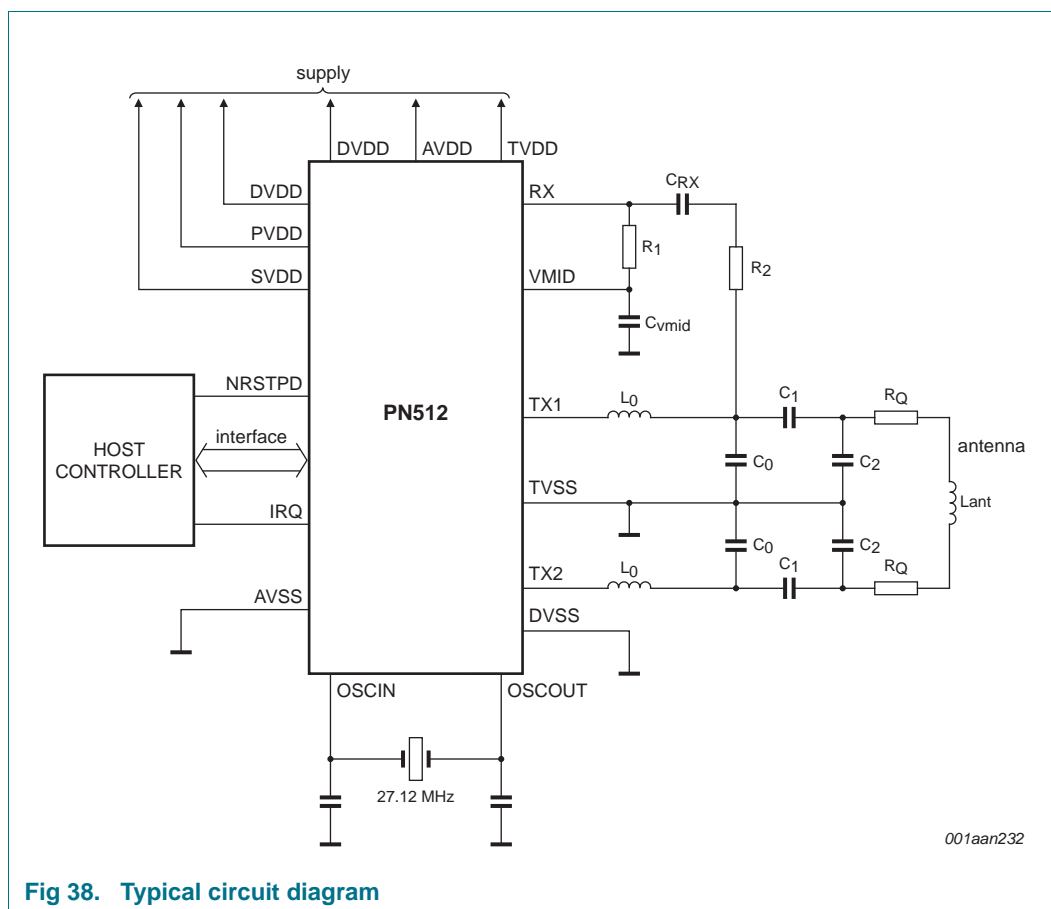 supply
DVDD
AVDD
TVDD
DVDD
PVDD
SVDD
RX
CRX
R1
R2
VMID
Cvmid
HOST
CONTROLLER
NRSTPD
interface
IRQ
PN512
TX1
L0
C1
RQ
antenna
C0
C2
TVSS
Lant
C0
C2
TX2
L0
C1
RQ
AVSS
DVSS
OSCIN
OSCOUT
27.12 MHz
001aan232
Fig 38. Typical circuit diagram